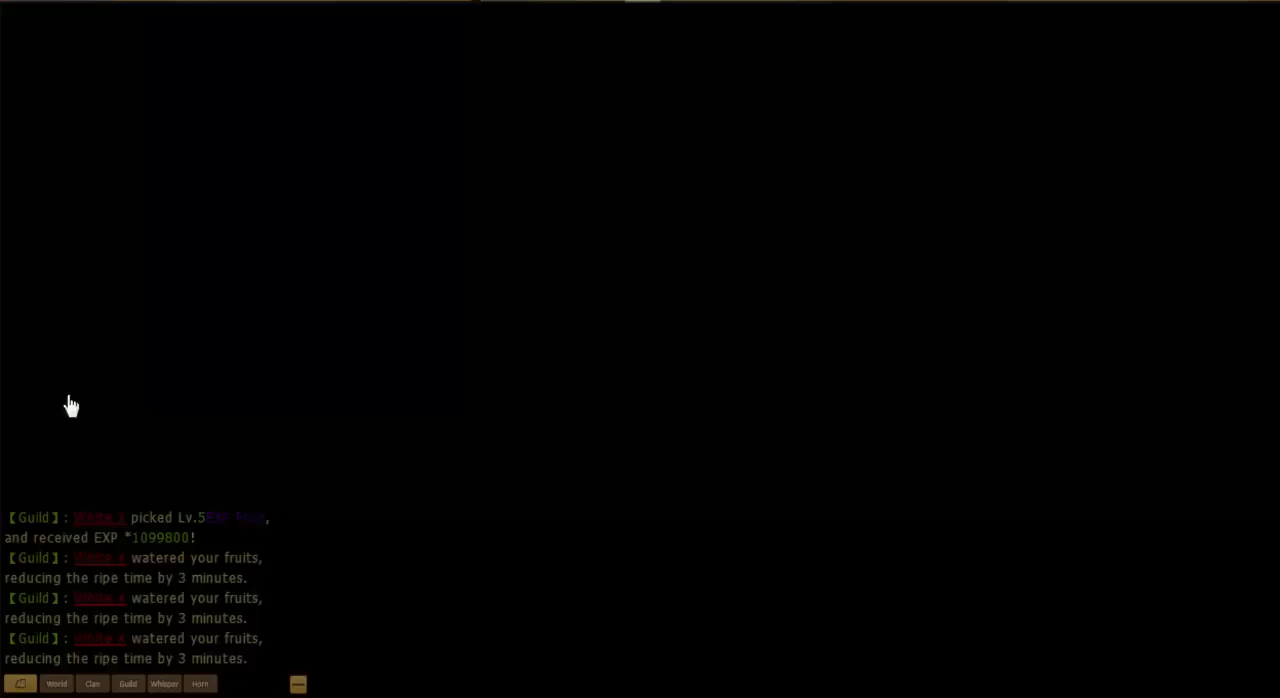 【Guild】: picked Lv.5EXP Fruit,
and received EXP *1099800!
【Guild】: watered your fruits,
reducing the ripe time by 3 minutes.
【Guild】: watered your fruits,
reducing the ripe time by 3 minutes.
【Guild】: watered your fruits,
reducing the ripe time by 3 minutes.
World Clan Guild Whisper Horn